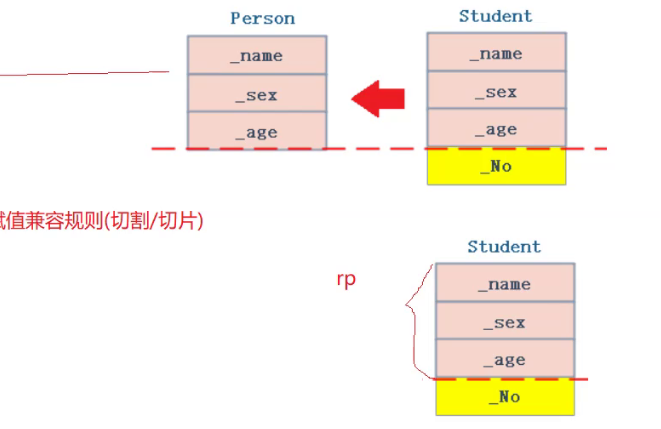 Person
Student
_name
_name
_sex
_sex
_age
_age
_No
值兼容规则(切割/切片)
Student
rp
_name
_sex
_age
_No